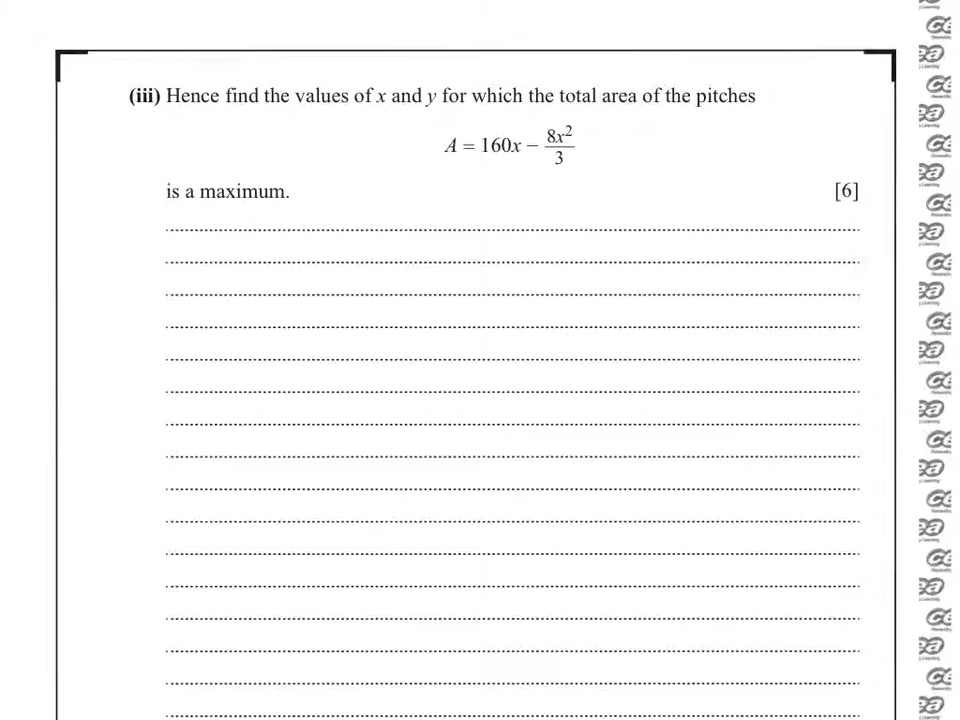 (iii) Hence find the values of x and y for which the total area of the pitches
A = 160x − 8x²/3
is a maximum. [6]